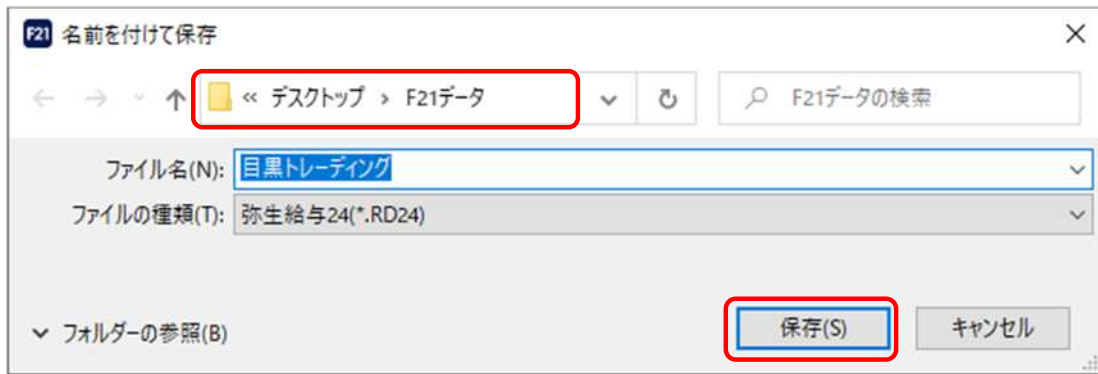 F21 名前を付けて保存
« デスクトップ › F21データ F21データの検索
ファイル名(N): 目黒トレーディング
ファイルの種類(T): 弥生給与24(*.RD24)
フォルダーの参照(B) 保存(S) キャンセル